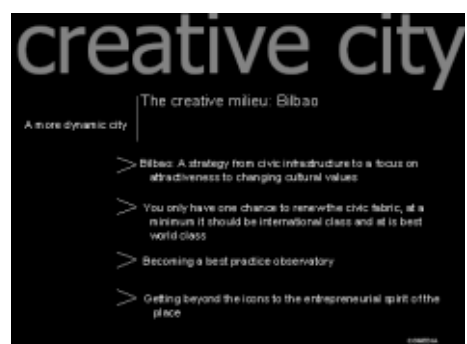 creative city
The creative milieu: Bilbao
A more dynamic city
Bilbao: A strategy from civic infrastructure to a focus on
attractiveness to changing cultural values
You only have one chance to renew the civic fabric, at a
minimum it should be international class and at is best
world class
Becoming a best practice observatory
Getting beyond the icons to the entrepreneurial spirit of the
place